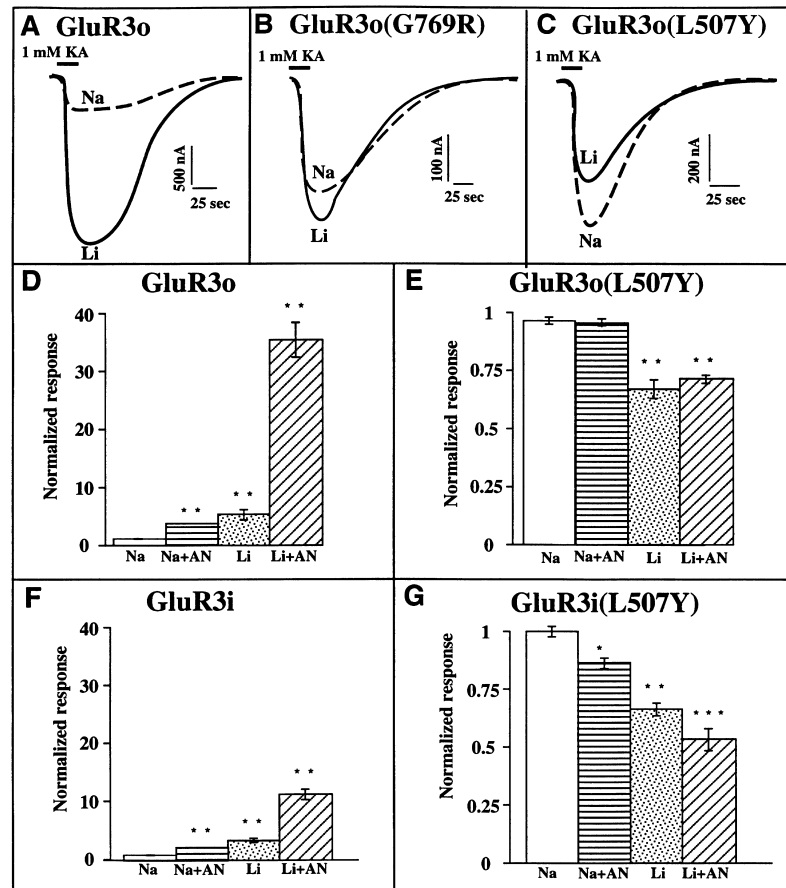 A GluR3o
1 mM KA
Na
500 nA
25 sec
Li
B GluR3o(G769R)
1 mM KA
Na
100 nA
25 sec
Li
C GluR3o(L507Y)
1 mM KA
Li
200 nA
25 sec
Na
D GluR3o
Normalized response
40
30
20
10
0
* *
* *
* *
Na Na+AN Li Li+AN
E GluR3o(L507Y)
Normalized response
1
0.75
0.5
0.25
0
* *
* *
Na Na+AN Li Li+AN
F GluR3i
Normalized response
40
30
20
10
0
* *
* *
* *
Na Na+AN Li Li+AN
G GluR3i(L507Y)
Normalized response
1
0.75
0.5
0.25
0
*
* *
* * *
Na Na+AN Li Li+AN